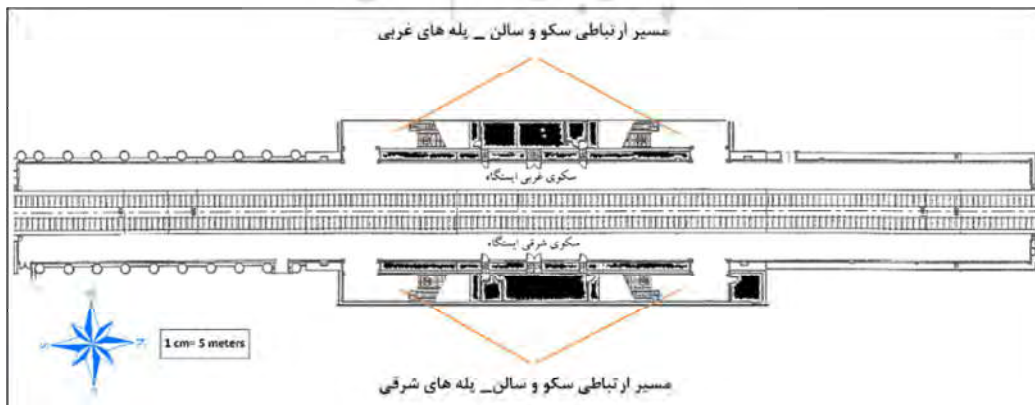 مسیر ارتباطی سکو و سالن _ پله های غربی
سکوی غربی ایستگاه
سکوی شرقی ایستگاه
1 cm= 5 meters
مسیر ارتباطی سکو و سالن_ پله های شرقی